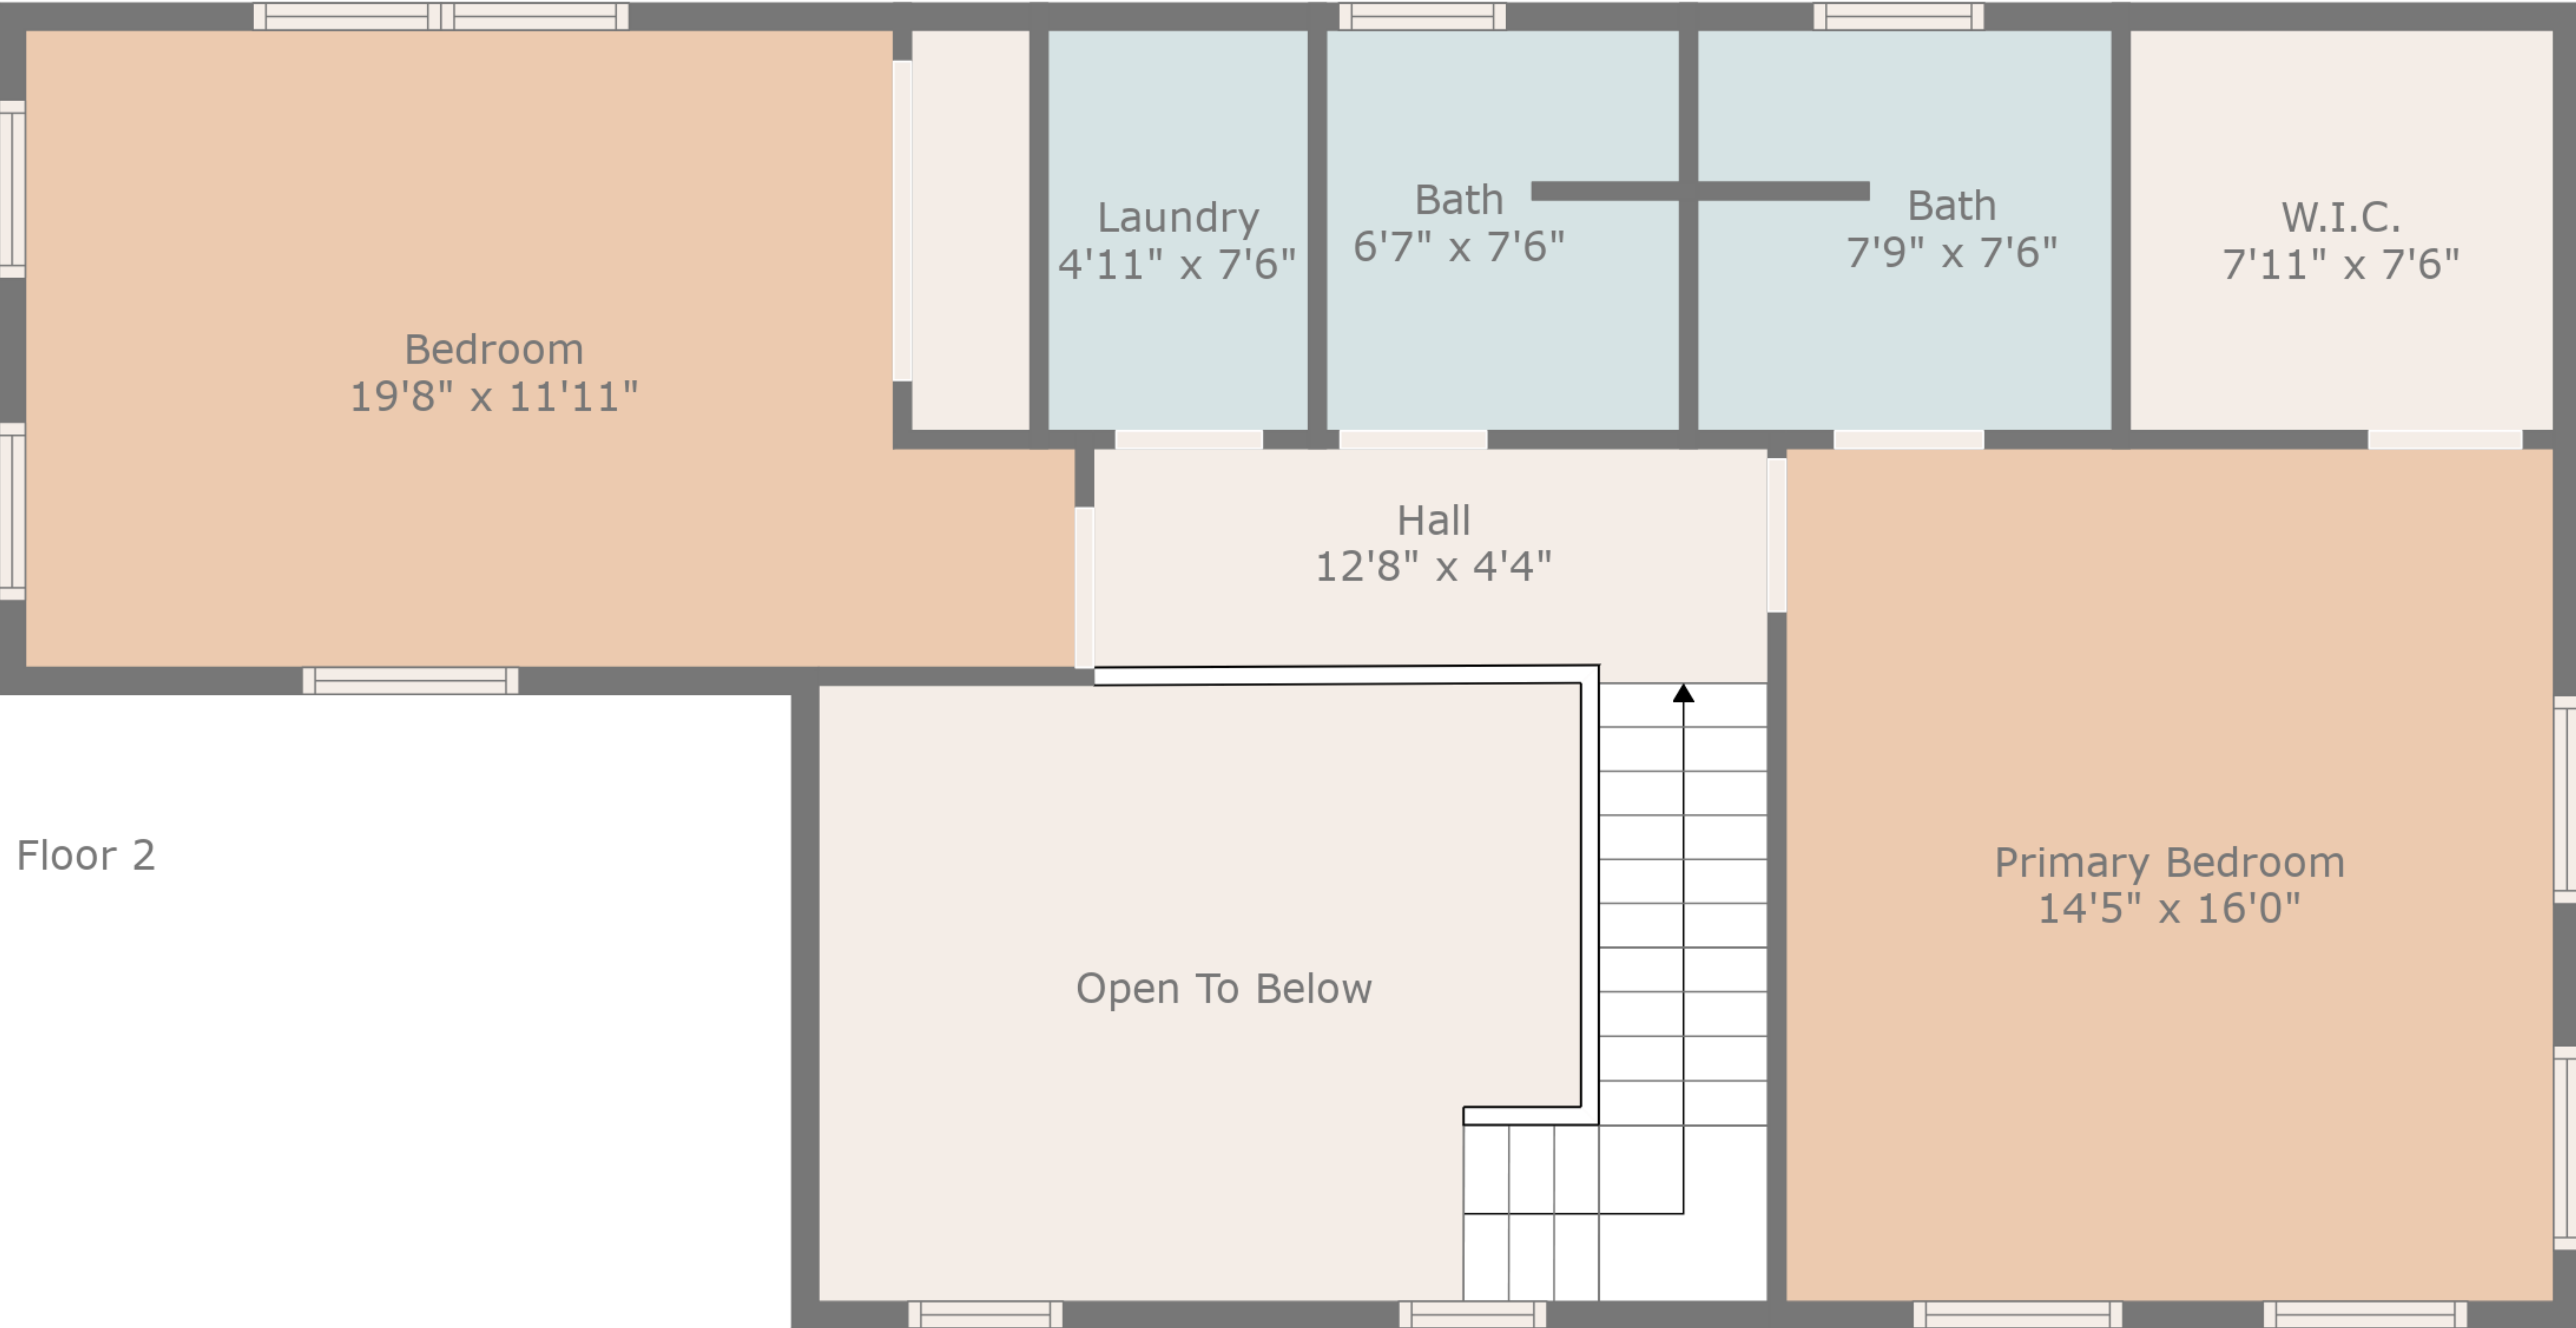 Laundry
4'11" x 7'6"
Bath
6'7" x 7'6"
Bath
7'9" x 7'6"
W.I.C.
7'11" x 7'6"
Bedroom
19'8" x 11'11"
Hall
12'8" x 4'4"
Floor 2
Primary Bedroom
14'5" x 16'0"
Open To Below